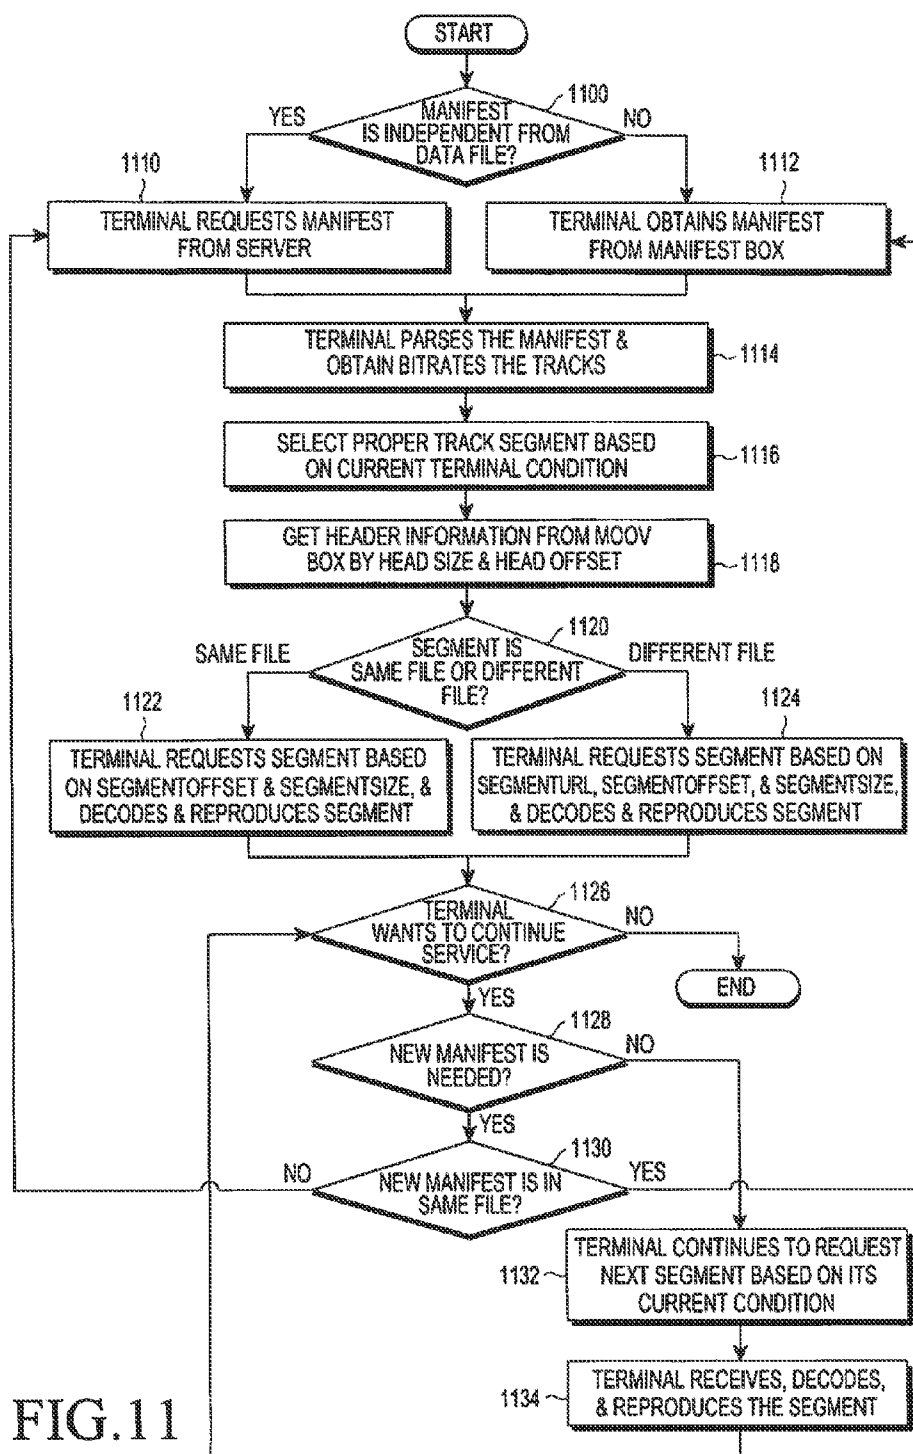 START
1100
MANIFEST
IS INDEPENDENT FROM
DATA FILE?
YES
NO
1110
1112
TERMINAL REQUESTS MANIFEST
FROM SERVER
TERMINAL OBTAINS MANIFEST
FROM MANIFEST BOX
TERMINAL PARSES THE MANIFEST &
OBTAIN BITRATES THE TRACKS
1114
SELECT PROPER TRACK SEGMENT BASED
ON CURRENT TERMINAL CONDITION
1116
GET HEADER INFORMATION FROM MOOV
BOX BY HEAD SIZE & HEAD OFFSET
1118
1120
SAME FILE
SEGMENT IS
SAME FILE OR DIFFERENT
FILE?
DIFFERENT FILE
1122
1124
TERMINAL REQUESTS SEGMENT BASED
ON SEGMENTOFFSET & SEGMENTSIZE, &
DECODES & REPRODUCES SEGMENT
TERMINAL REQUESTS SEGMENT BASED ON
SEGMENTURL, SEGMENTOFFSET, & SEGMENTSIZE,
& DECODES & REPRODUCES SEGMENT
1126
TERMINAL
WANTS TO CONTINUE
SERVICE?
NO
END
YES
1128
NEW MANIFEST IS
NEEDED?
NO
YES
1130
NO
NEW MANIFEST IS IN
SAME FILE?
YES
1132
TERMINAL CONTINUES TO REQUEST
NEXT SEGMENT BASED ON ITS
CURRENT CONDITION
1134
TERMINAL RECEIVES, DECODES,
& REPRODUCES THE SEGMENT
FIG.11